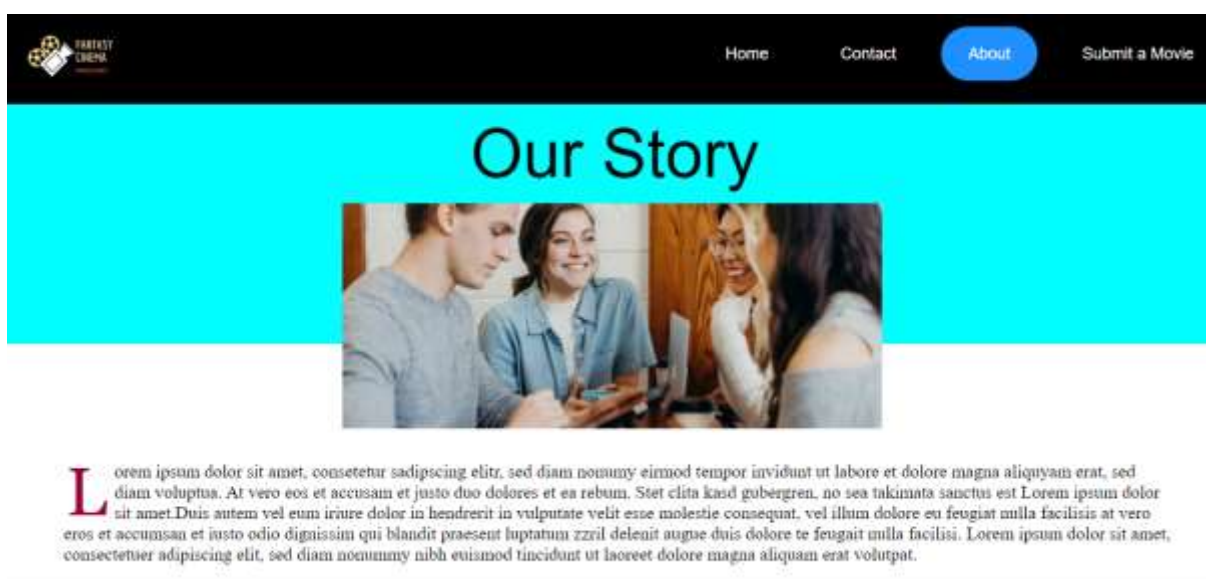 FANTASY
CINEMA
Home Contact About Submit a Movie
Our Story
Lorem ipsum dolor sit amet, consetetur sadipscing elitr, sed diam nonumy eirmod tempor invidunt ut labore et dolore magna aliquyam erat, sed
diam voluptua. At vero eos et accusam et justo duo dolores et ea rebum. Stet clita kasd gubergren, no sea takimata sanctus est Lorem ipsum dolor
sit amet.Duis autem vel eum iriure dolor in hendrerit in vulputate velit esse molestie consequat, vel illum dolore eu feugiat nulla facilisis at vero
eros et accumsan et iusto odio dignissim qui blandit praesent luptatum zzril delenit augue duis dolore te feugait nulla facilisi. Lorem ipsum dolor sit amet,
consectetuer adipiscing elit, sed diam nonummy nibh euismod tincidunt ut laoreet dolore magna aliquam erat volutpat.